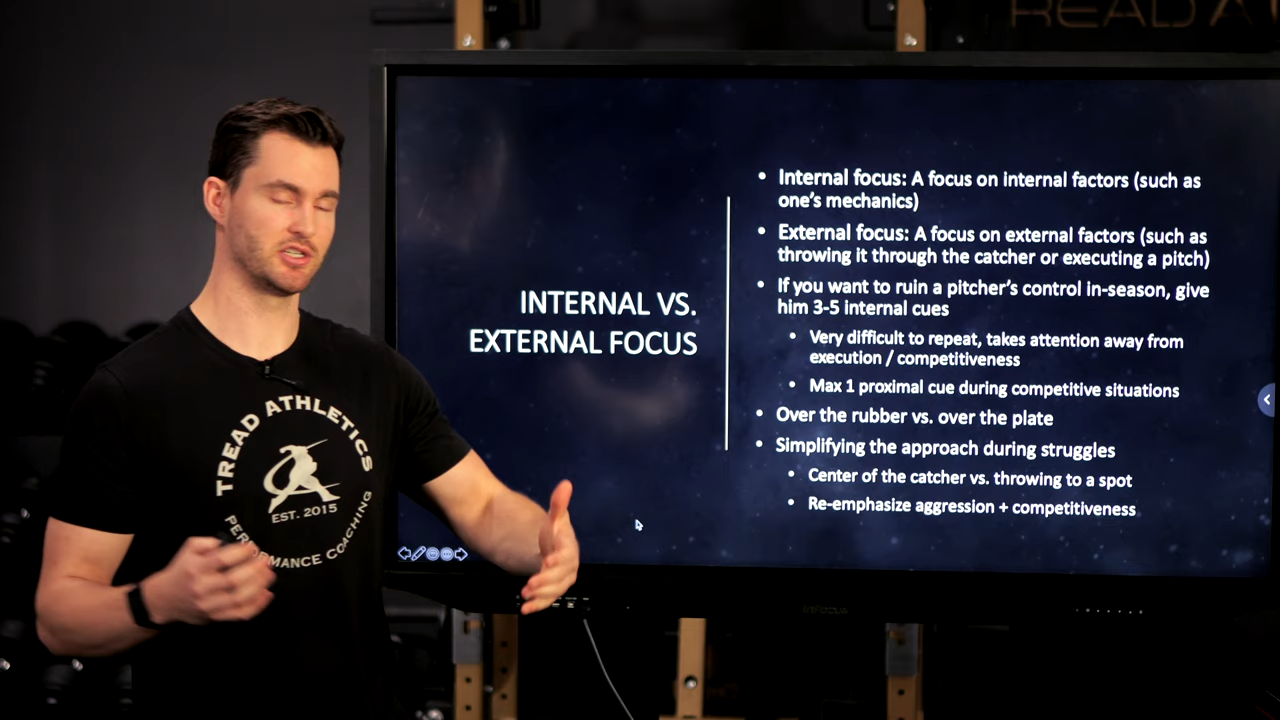 READ A
INTERNAL VS.
EXTERNAL FOCUS
• Internal focus: A focus on internal factors (such as
one's mechanics)
• External focus: A focus on external factors (such as
throwing it through the catcher or executing a pitch)
• If you want to ruin a pitcher's control in-season, give
him 3-5 internal cues
• Very difficult to repeat, takes attention away from
execution / competitiveness
• Max 1 proximal cue during competitive situations
• Over the rubber vs. over the plate
• Simplifying the approach during struggles
• Center of the catcher vs. throwing to a spot
• Re-emphasize aggression + competitiveness
TREAD ATHLETICS
EST. 2015
PERFORMANCE COACHING
InFocus